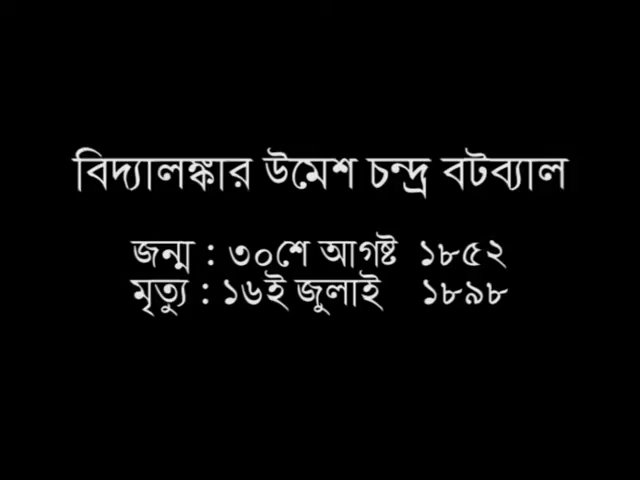 বিদ্যালঙ্কার উমেশ চন্দ্র বটব্যাল
জন্ম : ৩০শে আগষ্ট ১৮৫২
মৃত্যু : ১৬ই জুলাই ১৮৯৮